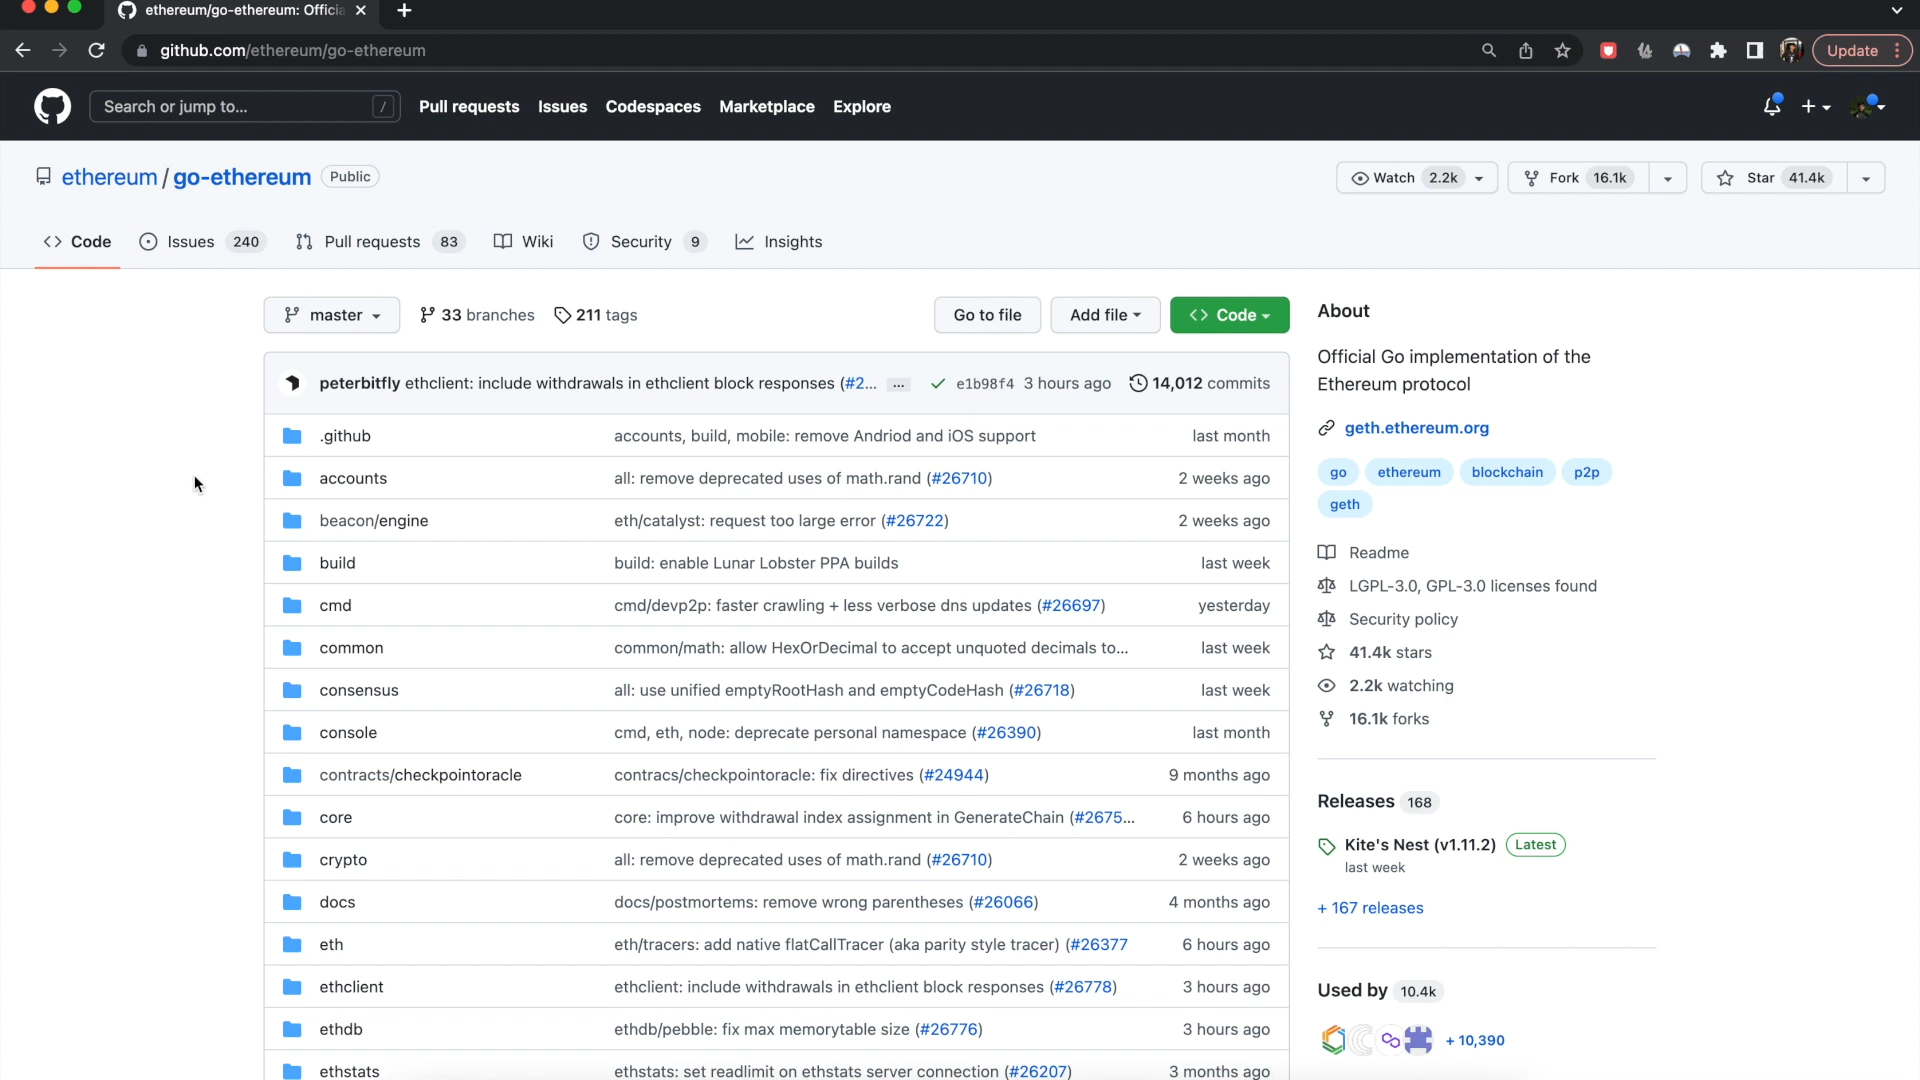 ethereum/go-ethereum: Officia
github.com/ethereum/go-ethereum
Update
Search or jump to... /
Pull requests Issues Codespaces Marketplace Explore
ethereum / go-ethereum Public
Watch 2.2k Fork 16.1k Star 41.4k
Code Issues 240 Pull requests 83 Wiki Security 9 Insights
master 33 branches 211 tags Go to file Add file Code
peterbitfly ethclient: include withdrawals in ethclient block responses (#2... ... e1b98f4 3 hours ago 14,012 commits
.github accounts, build, mobile: remove Andriod and iOS support last month
accounts all: remove deprecated uses of math.rand (#26710) 2 weeks ago
beacon/engine eth/catalyst: request too large error (#26722) 2 weeks ago
build build: enable Lunar Lobster PPA builds last week
cmd cmd/devp2p: faster crawling + less verbose dns updates (#26697) yesterday
common common/math: allow HexOrDecimal to accept unquoted decimals to... last week
consensus all: use unified emptyRootHash and emptyCodeHash (#26718) last week
console cmd, eth, node: deprecate personal namespace (#26390) last month
contracts/checkpointoracle contracs/checkpointoracle: fix directives (#24944) 9 months ago
core core: improve withdrawal index assignment in GenerateChain (#2675... 6 hours ago
crypto all: remove deprecated uses of math.rand (#26710) 2 weeks ago
docs docs/postmortems: remove wrong parentheses (#26066) 4 months ago
eth eth/tracers: add native flatCallTracer (aka parity style tracer) (#26377 6 hours ago
ethclient ethclient: include withdrawals in ethclient block responses (#26778) 3 hours ago
ethdb ethdb/pebble: fix max memorytable size (#26776) 3 hours ago
ethstats ethstats: set readlimit on ethstats server connection (#26207) 3 months ago
About
Official Go implementation of the
Ethereum protocol
geth.ethereum.org
go ethereum blockchain p2p
geth
Readme
LGPL-3.0, GPL-3.0 licenses found
Security policy
41.4k stars
2.2k watching
16.1k forks
Releases 168
Kite's Nest (v1.11.2) Latest
last week
+ 167 releases
Used by 10.4k
+ 10,390